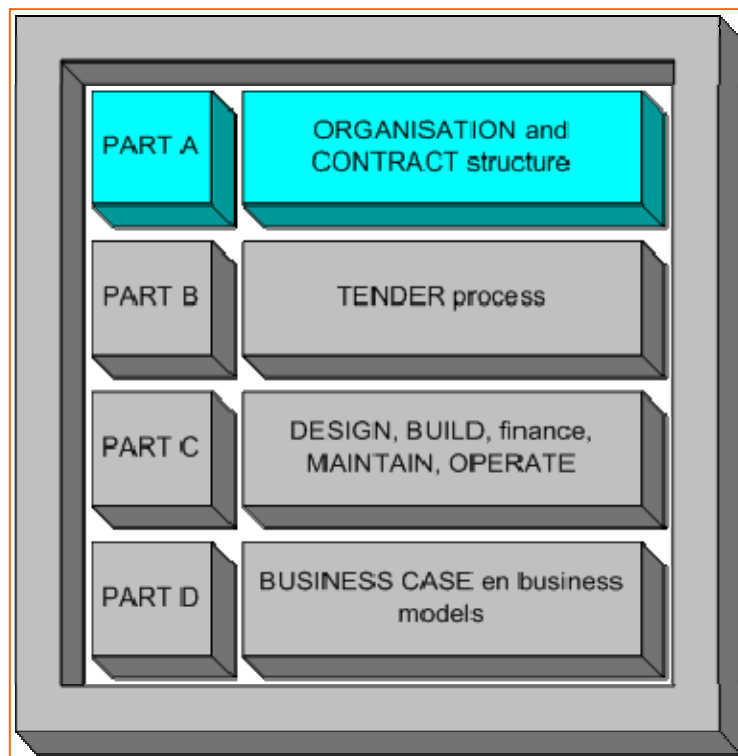 PART A
ORGANISATION and
CONTRACT structure
PART B
TENDER process
PART C
DESIGN, BUILD, finance,
MAINTAIN, OPERATE
PART D
BUSINESS CASE en business
models